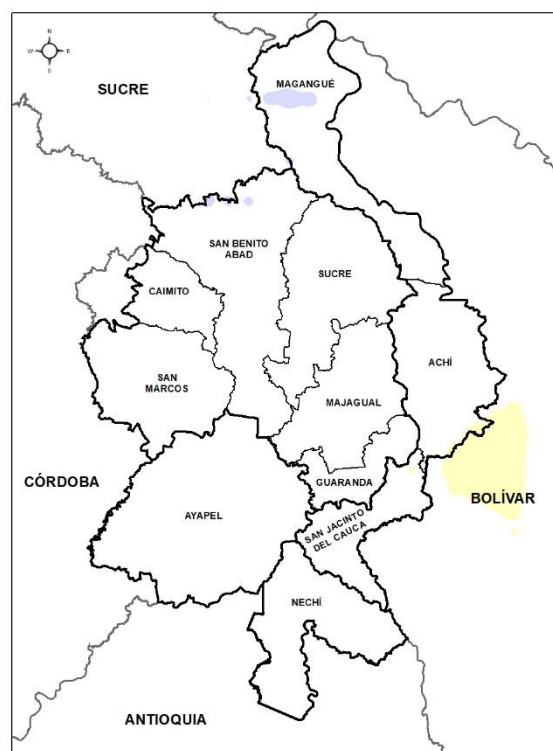 N
W E
S
MAGANGUÉ
SUCRE
SAN BENITO
ABAD
SUCRE
CAIMITO
ACHÍ
SAN
MARCOS
MAJAGUAL
CÓRDOBA
GUARANDA
BOLÍVAR
AYAPEL
SAN JACINTO
DEL CAUCA
NECHÍ
ANTIOQUIA